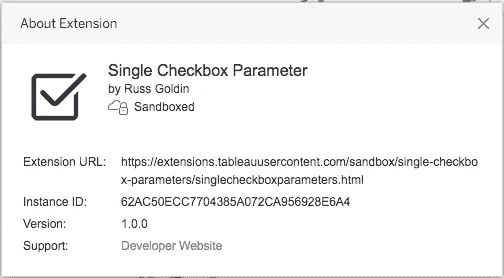 About Extension
Single Checkbox Parameter
by Russ Goldin
Sandboxed
Extension URL: https://extensions.tableauusercontent.com/sandbox/single-checkbo
x-parameters/singlecheckboxparameters.html
Instance ID: 62AC50ECC7704385A072CA956928E6A4
Version: 1.0.0
Support: Developer Website